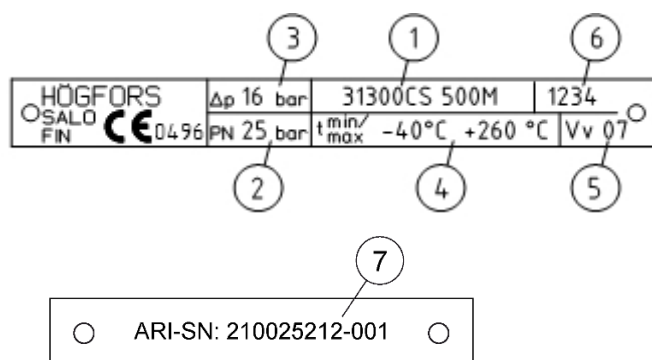 3 1 6
HÖGFORS Δp 16 bar 31300CS 500M 1234
SALO
FIN CE 0496 PN 25 bar t min/max -40°C +260 °C Vv 07
2 4 5
7
ARI-SN: 210025212-001